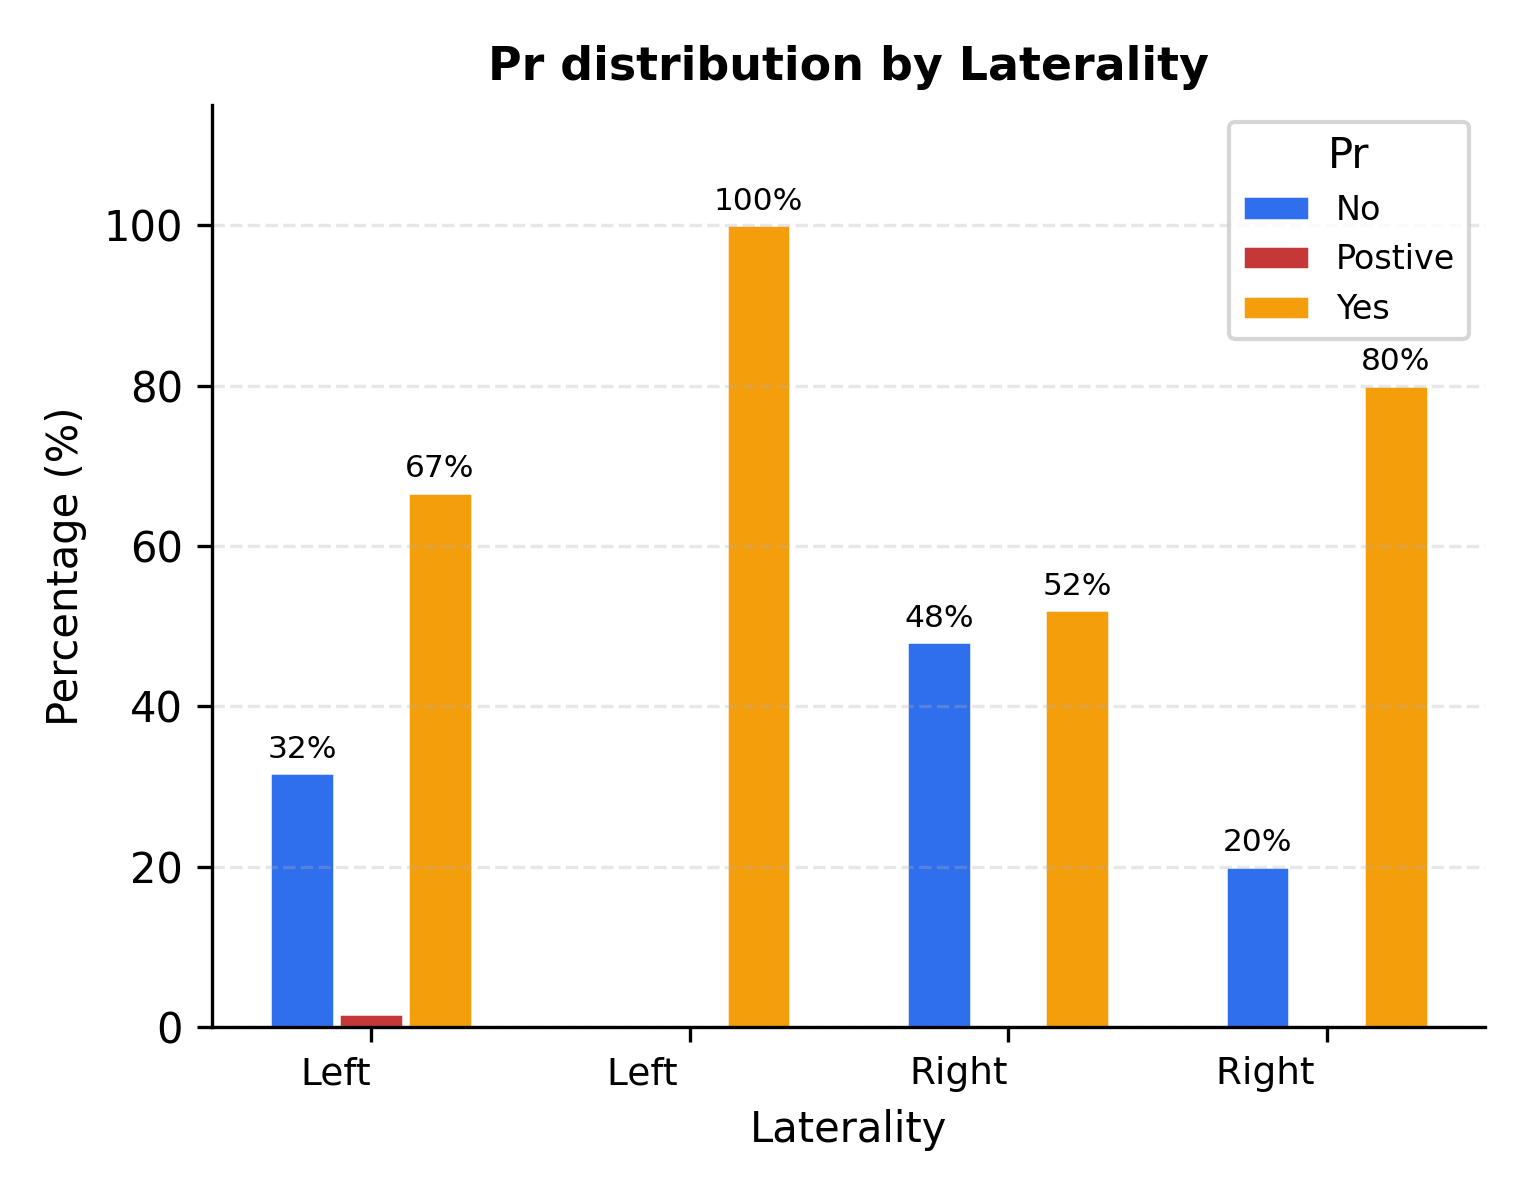 Pr distribution by Laterality
Pr
No
Postive
Yes
Percentage (%)
100
80
60
40
20
0
32%
67%
100%
48%
52%
20%
80%
Left
Left
Right
Right
Laterality